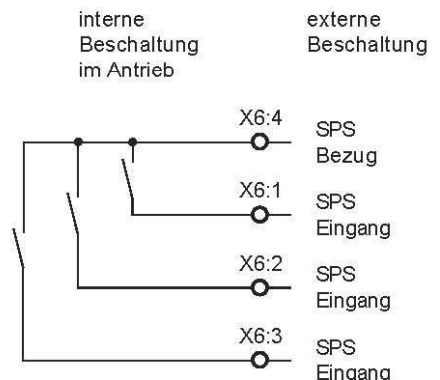 interne
Beschaltung
im Antrieb
externe
Beschaltung
X6:4
SPS
Bezug
X6:1
SPS
Eingang
X6:2
SPS
Eingang
X6:3
SPS
Eingang